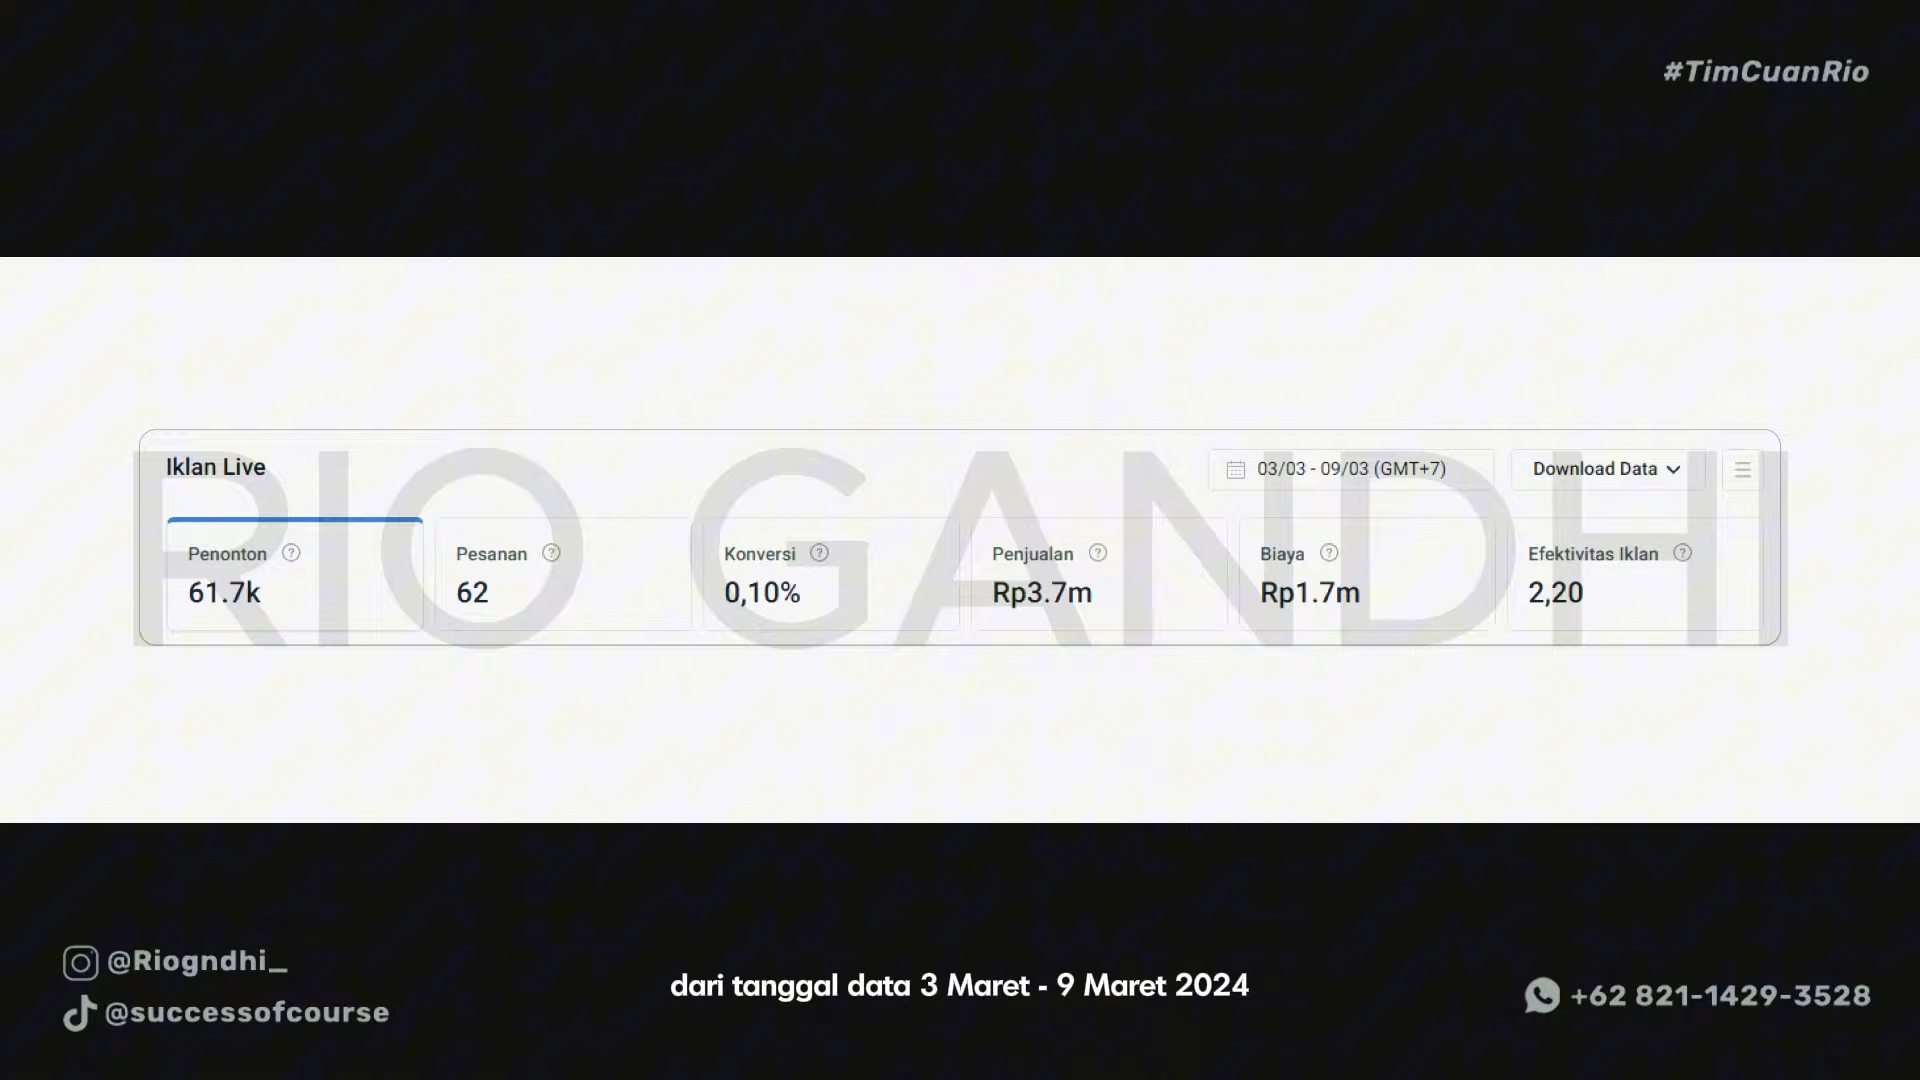 #TimCuanRio
Iklan Live
03/03 - 09/03 (GMT+7)
Download Data
Penonton ?
Pesanan ?
Konversi ?
Penjualan ?
Biaya ?
Efektivitas Iklan ?
61.7k
62
0,10%
Rp3.7m
Rp1.7m
2,20
RIO GANDHI
@Riogndhi_
@successofcourse
dari tanggal data 3 Maret - 9 Maret 2024
+62 821-1429-3528